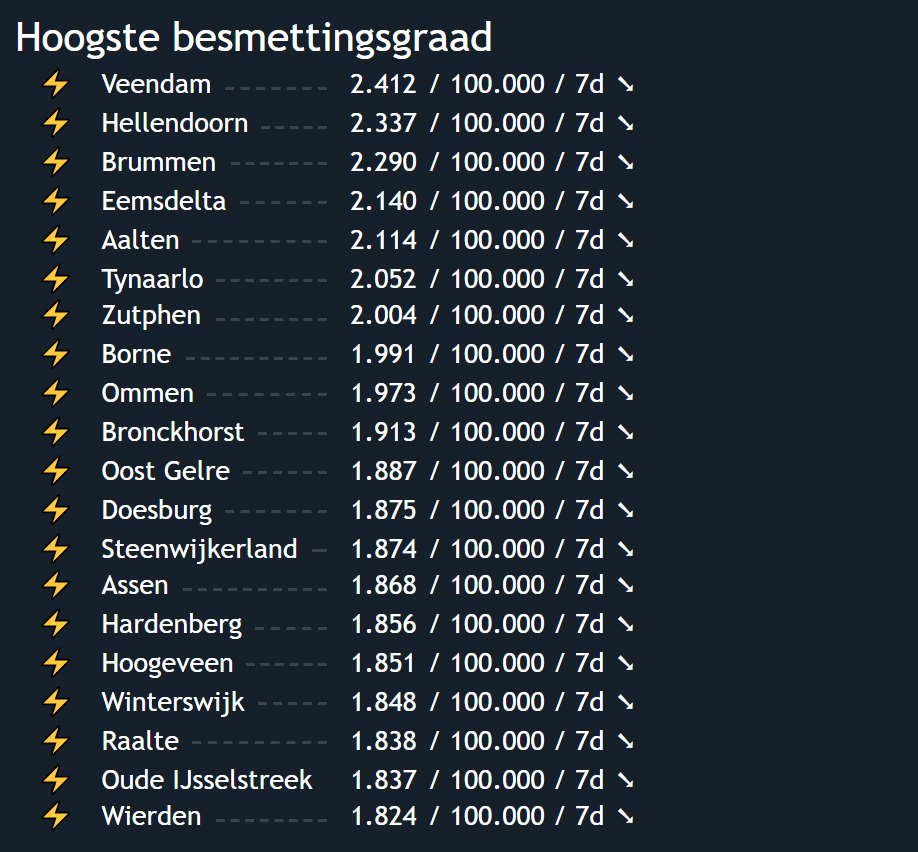 Hoogste besmettingsgraad
⚡ Veendam -------- 2.412 / 100.000 / 7d ➘
⚡ Hellendoorn ----- 2.337 / 100.000 / 7d ➘
⚡ Brummen ------- 2.290 / 100.000 / 7d ➘
⚡ Eemsdelta ------ 2.140 / 100.000 / 7d ➘
⚡ Aalten ---------- 2.114 / 100.000 / 7d ➘
⚡ Tynaarlo -------- 2.052 / 100.000 / 7d ➘
⚡ Zutphen -------- 2.004 / 100.000 / 7d ➘
⚡ Borne ---------- 1.991 / 100.000 / 7d ➘
⚡ Ommen --------- 1.973 / 100.000 / 7d ➘
⚡ Bronckhorst ----- 1.913 / 100.000 / 7d ➘
⚡ Oost Gelre ------ 1.887 / 100.000 / 7d ➘
⚡ Doesburg ------- 1.875 / 100.000 / 7d ➘
⚡ Steenwijkerland - 1.874 / 100.000 / 7d ➘
⚡ Assen ---------- 1.868 / 100.000 / 7d ➘
⚡ Hardenberg ----- 1.856 / 100.000 / 7d ➘
⚡ Hoogeveen ------ 1.851 / 100.000 / 7d ➘
⚡ Winterswijk ----- 1.848 / 100.000 / 7d ➘
⚡ Raalte ---------- 1.838 / 100.000 / 7d ➘
⚡ Oude IJsselstreek 1.837 / 100.000 / 7d ➘
⚡ Wierden -------- 1.824 / 100.000 / 7d ➘